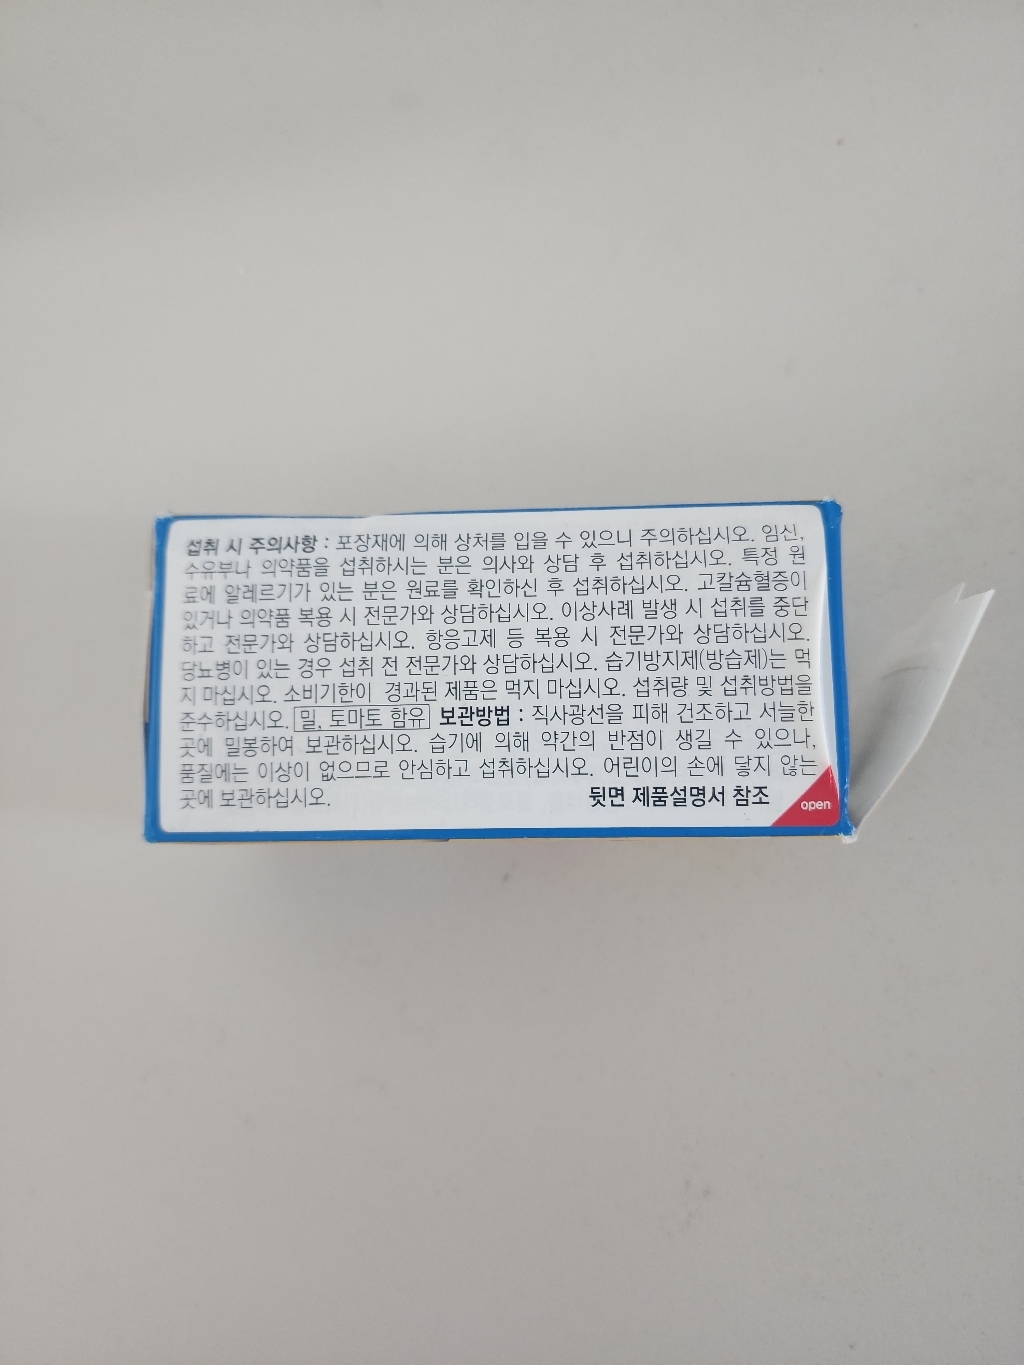 섭취 시 주의사항 : 포장재에 의해 상처를 입을 수 있으니 주의하십시오. 임신,
수유부나 의약품을 섭취하시는 분은 의사와 상담 후 섭취하십시오. 특정 원
료에 알레르기가 있는 분은 원료를 확인하신 후 섭취하십시오. 고칼슘혈증이
있거나 의약품 복용 시 전문가와 상담하십시오. 이상사례 발생 시 섭취를 중단
하고 전문가와 상담하십시오. 항응고제 등 복용 시 전문가와 상담하십시오.
당뇨병이 있는 경우 섭취 전 전문가와 상담하십시오. 습기방지제(방습제)는 먹
지 마십시오. 소비기한이 경과된 제품은 먹지 마십시오. 섭취량 및 섭취방법을
준수하십시오. 밀, 토마토 함유 보관방법 : 직사광선을 피해 건조하고 서늘한
곳에 밀봉하여 보관하십시오. 습기에 의해 약간의 반점이 생길 수 있으나,
품질에는 이상이 없으므로 안심하고 섭취하십시오. 어린이의 손에 닿지 않는
곳에 보관하십시오. 뒷면 제품설명서 참조
open